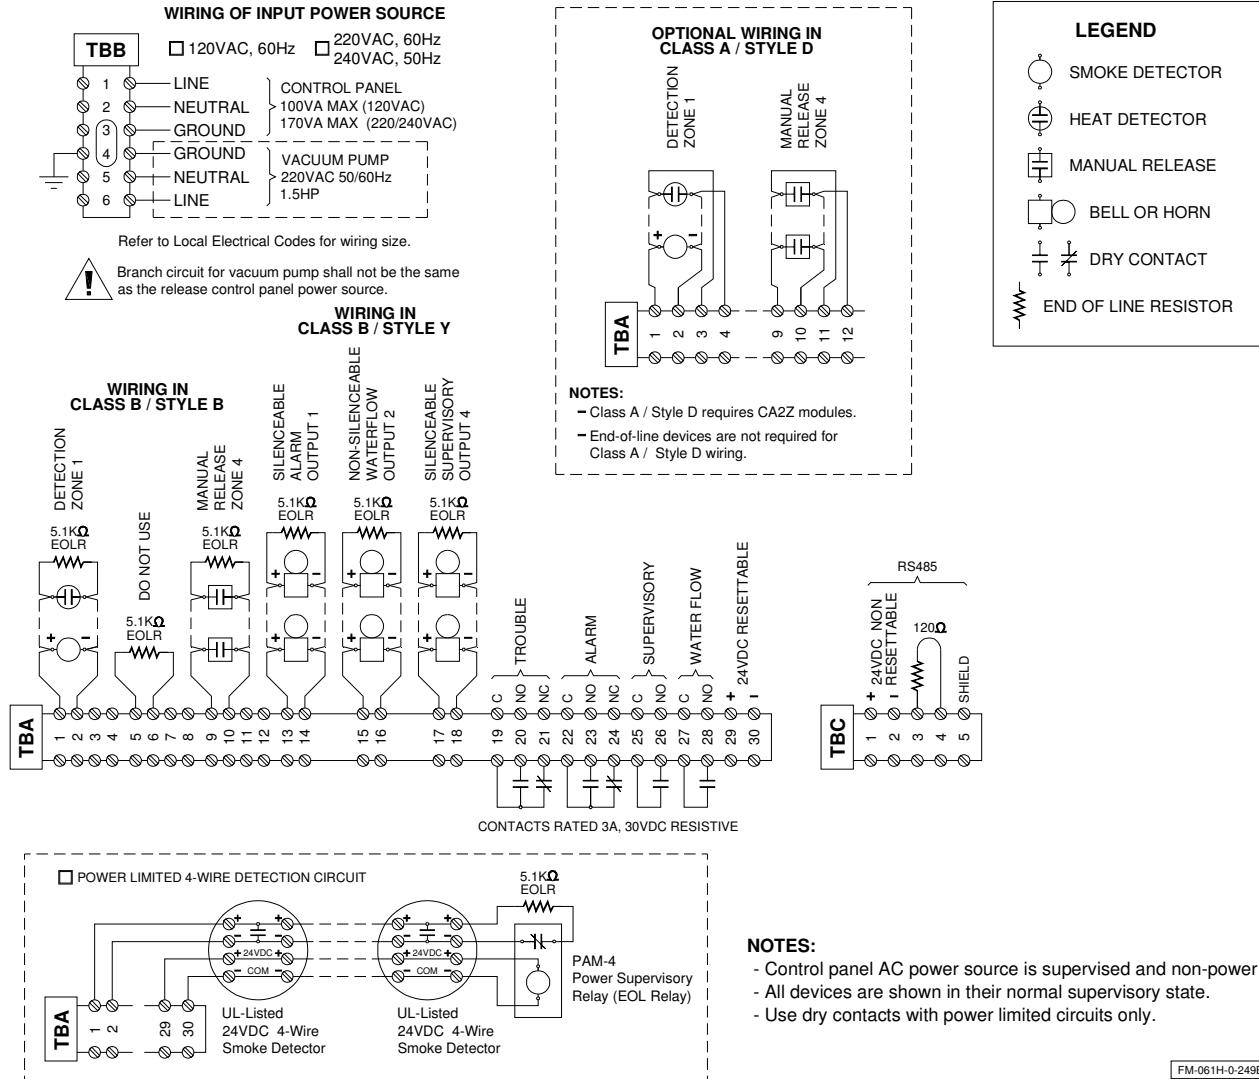 WIRING OF INPUT POWER SOURCE
TBB
120VAC, 60Hz
220VAC, 60Hz
240VAC, 50Hz
1 LINE
2 NEUTRAL
3 GROUND
4 GROUND
5 NEUTRAL
6 LINE
CONTROL PANEL
100VA MAX (120VAC)
170VA MAX (220/240VAC)
VACUUM PUMP
220VAC 50/60Hz
1.5HP
Refer to Local Electrical Codes for wiring size.
!
Branch circuit for vacuum pump shall not be the same
as the release control panel power source.
OPTIONAL WIRING IN
CLASS A / STYLE D
DETECTION
ZONE 1
MANUAL
RELEASE
ZONE 4
+ -
TBA
1 2 3 4 9 10 11 12
NOTES:
- Class A / Style D requires CA2Z modules.
- End-of-line devices are not required for
Class A / Style D wiring.
LEGEND
SMOKE DETECTOR
HEAT DETECTOR
MANUAL RELEASE
BELL OR HORN
DRY CONTACT
END OF LINE RESISTOR
WIRING IN
CLASS B / STYLE Y
WIRING IN
CLASS B / STYLE B
DETECTION
ZONE 1
5.1KΩ
EOLR
+ -
DO NOT USE
5.1KΩ
EOLR
MANUAL
RELEASE
ZONE 4
5.1KΩ
EOLR
SILENCEABLE
ALARM
OUTPUT 1
5.1KΩ
EOLR
+ -
+ -
NON-SILENCEABLE
WATERFLOW
OUTPUT 2
5.1KΩ
EOLR
+ -
+ -
SILENCEABLE
SUPERVISORY
OUTPUT 4
5.1KΩ
EOLR
+ -
+ -
TROUBLE
C NO NC
ALARM
C NO NC
SUPERVISORY
C NO
WATER FLOW
C NO
24VDC RESETTABLE
+ -
TBA
1 2 3 4 5 6 7 8 9 10 11 12 13 14 15 16 17 18 19 20 21 22 23 24 25 26 27 28 29 30
CONTACTS RATED 3A, 30VDC RESISTIVE
RS485
24VDC NON
RESETTABLE
+ -
120Ω
SHIELD
TBC
1 2 3 4 5
POWER LIMITED 4-WIRE DETECTION CIRCUIT
5.1KΩ
EOLR
+ +
- -
+ 24VDC +
- COM -
+ +
- -
+ 24VDC +
- COM -
PAM-4
Power Supervisory
Relay (EOL Relay)
TBA
1 2 29 30
UL-Listed
24VDC 4-Wire
Smoke Detector
UL-Listed
24VDC 4-Wire
Smoke Detector
NOTES:
- Control panel AC power source is supervised and non-power
- All devices are shown in their normal supervisory state.
- Use dry contacts with power limited circuits only.